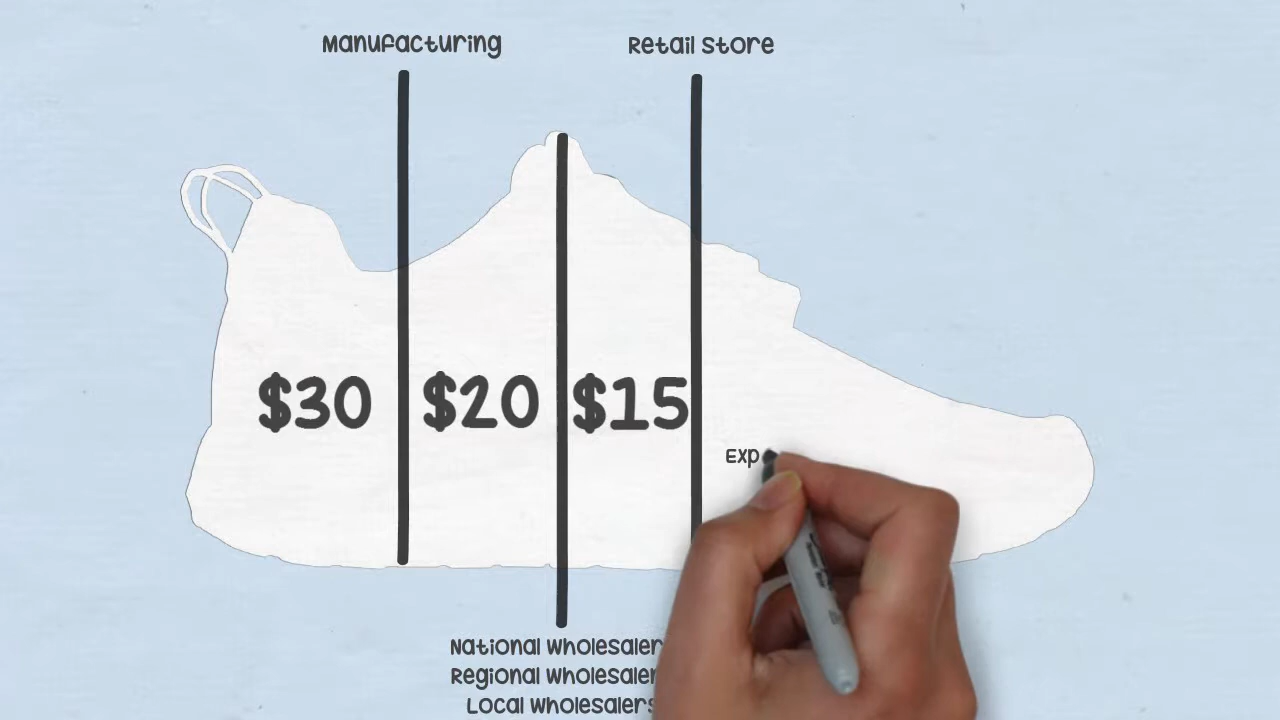 Manufacturing
Retail Store
$30
$20
$15
Exp
National Wholesaler
Regional Wholesaler
Local Wholesalers